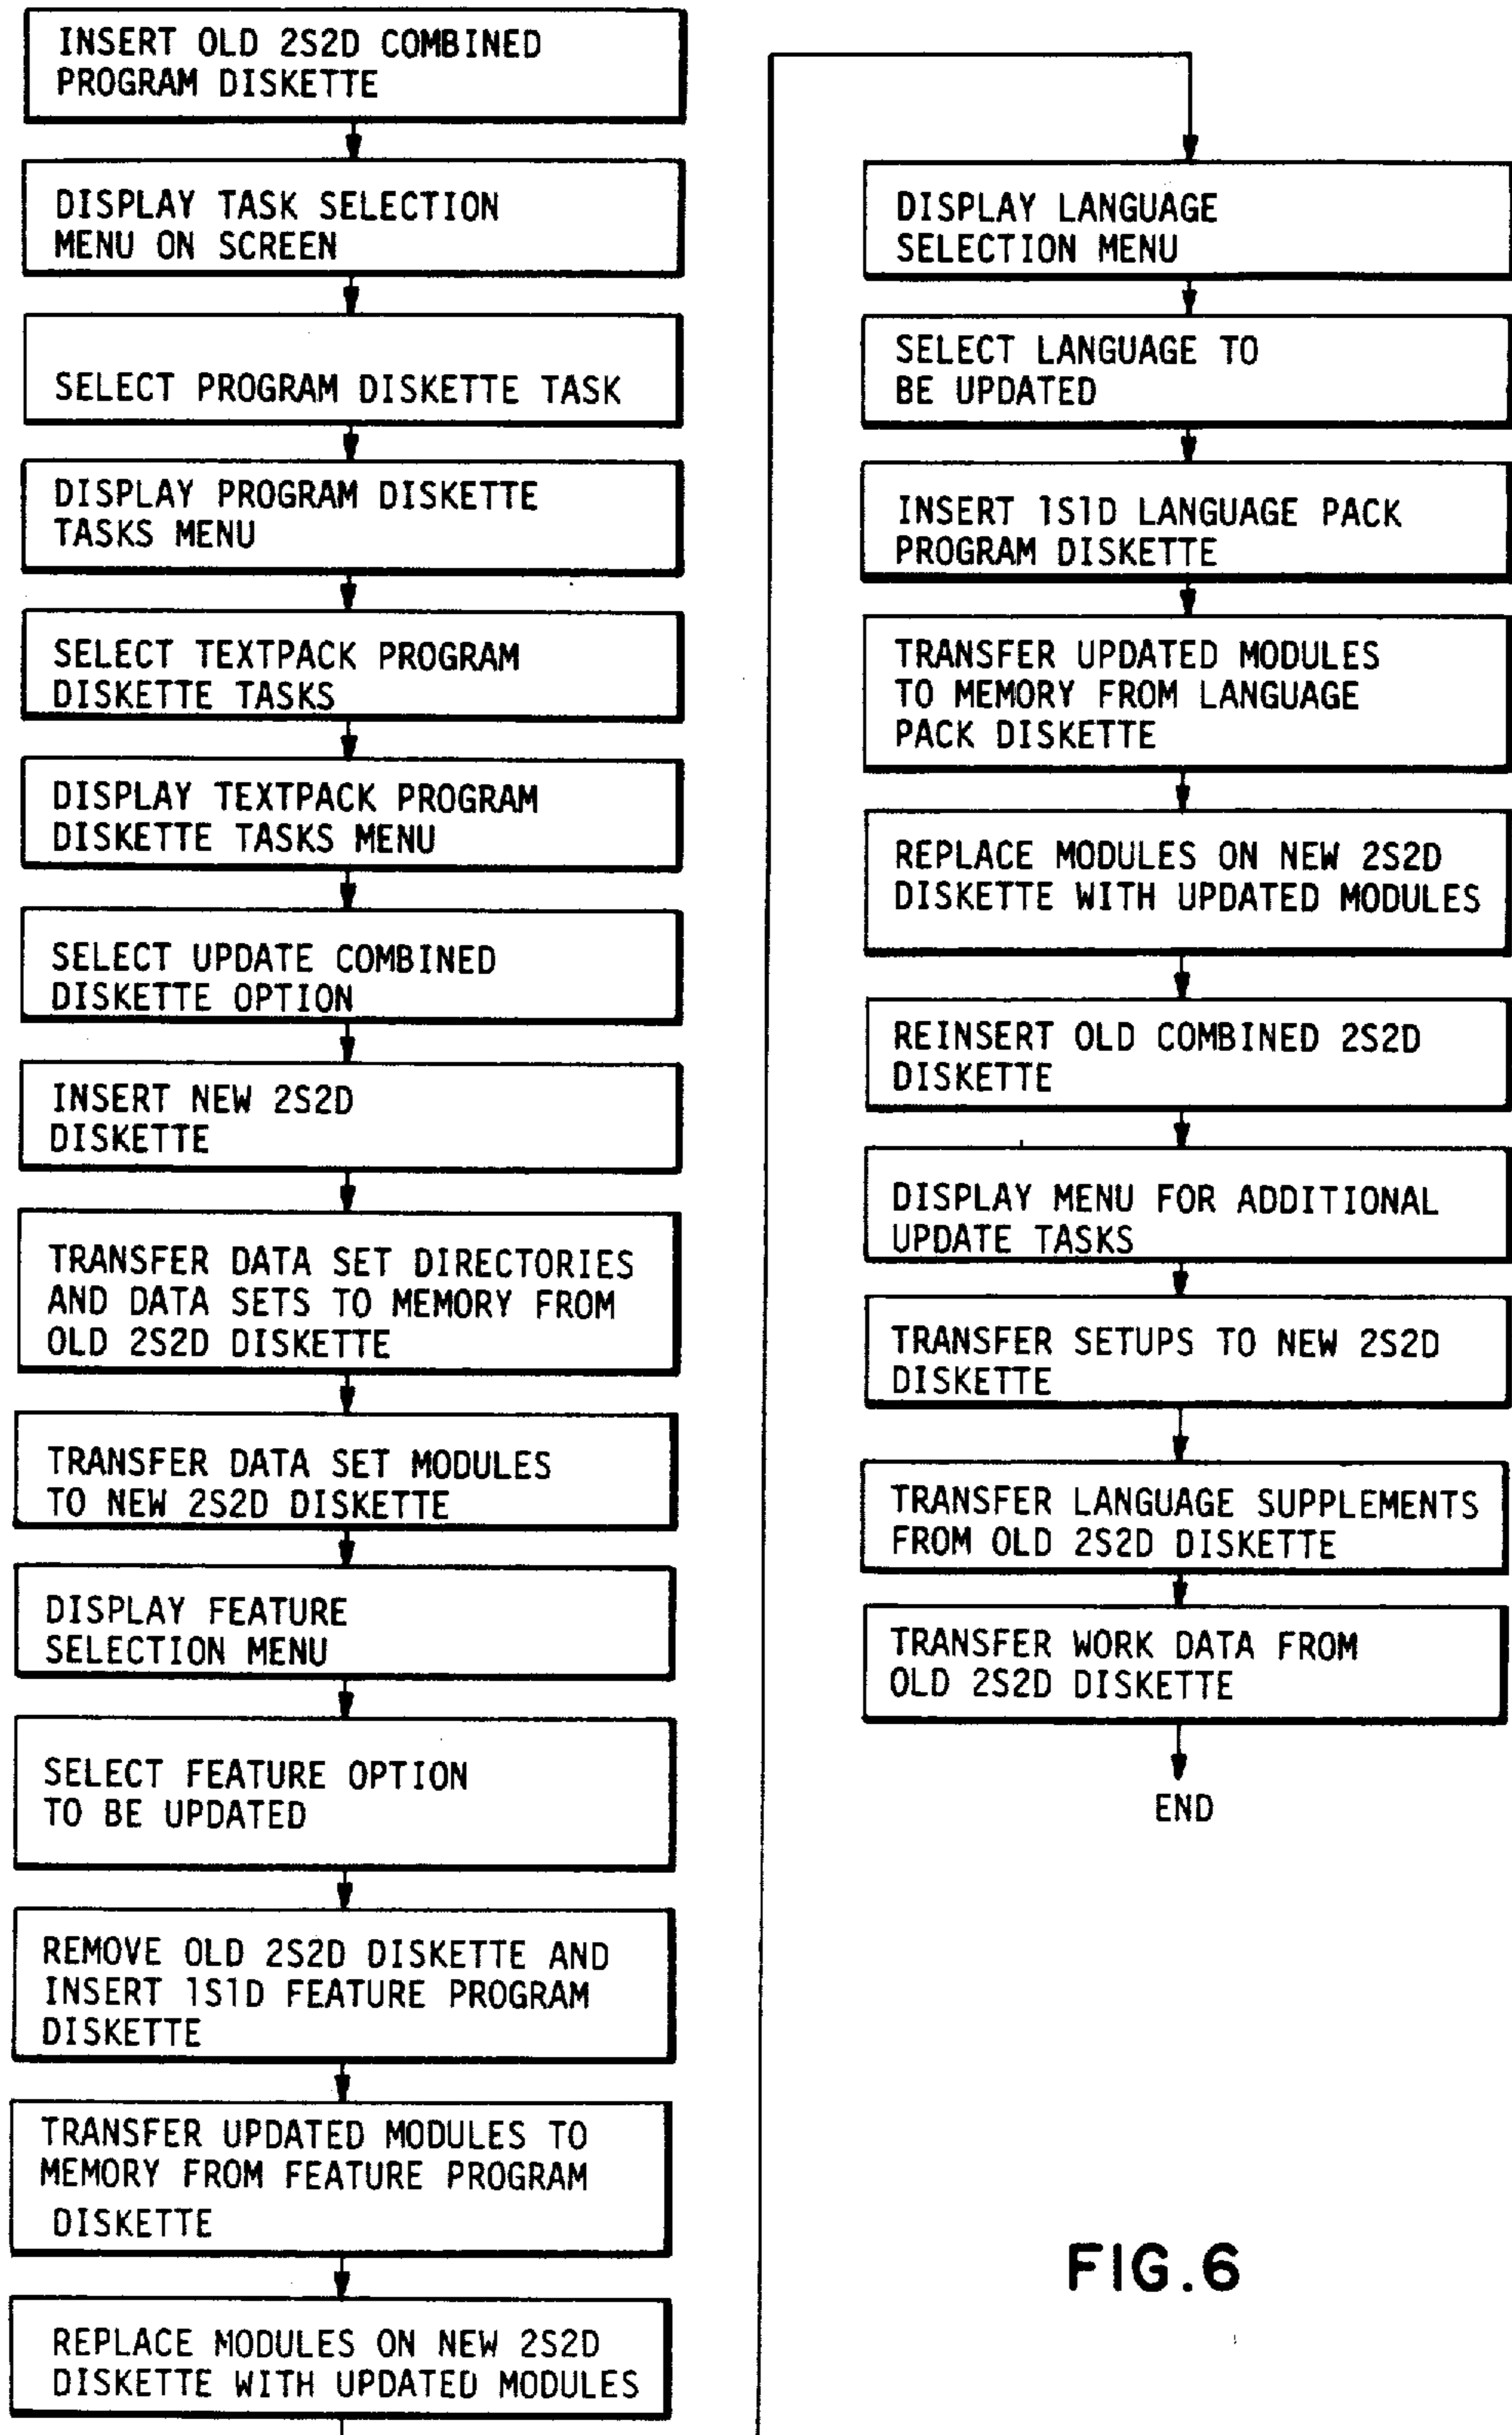 INSERT OLD 2S2D COMBINED
PROGRAM DISKETTE
DISPLAY TASK SELECTION
MENU ON SCREEN
SELECT PROGRAM DISKETTE TASK
DISPLAY PROGRAM DISKETTE
TASKS MENU
SELECT TEXTPACK PROGRAM
DISKETTE TASKS
DISPLAY TEXTPACK PROGRAM
DISKETTE TASKS MENU
SELECT UPDATE COMBINED
DISKETTE OPTION
INSERT NEW 2S2D
DISKETTE
TRANSFER DATA SET DIRECTORIES
AND DATA SETS TO MEMORY FROM
OLD 2S2D DISKETTE
TRANSFER DATA SET MODULES
TO NEW 2S2D DISKETTE
DISPLAY FEATURE
SELECTION MENU
SELECT FEATURE OPTION
TO BE UPDATED
REMOVE OLD 2S2D DISKETTE AND
INSERT 1S1D FEATURE PROGRAM
DISKETTE
TRANSFER UPDATED MODULES TO
MEMORY FROM FEATURE PROGRAM
DISKETTE
REPLACE MODULES ON NEW 2S2D
DISKETTE WITH UPDATED MODULES
DISPLAY LANGUAGE
SELECTION MENU
SELECT LANGUAGE TO
BE UPDATED
INSERT 1S1D LANGUAGE PACK
PROGRAM DISKETTE
TRANSFER UPDATED MODULES
TO MEMORY FROM LANGUAGE
PACK DISKETTE
REPLACE MODULES ON NEW 2S2D
DISKETTE WITH UPDATED MODULES
REINSERT OLD COMBINED 2S2D
DISKETTE
DISPLAY MENU FOR ADDITIONAL
UPDATE TASKS
TRANSFER SETUPS TO NEW 2S2D
DISKETTE
TRANSFER LANGUAGE SUPPLEMENTS
FROM OLD 2S2D DISKETTE
TRANSFER WORK DATA FROM
OLD 2S2D DISKETTE
END
FIG.6